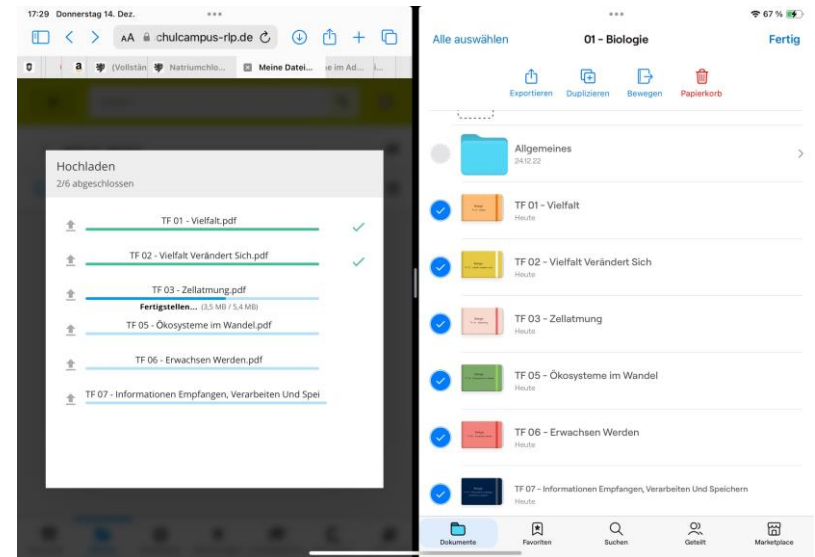 17:29 Donnerstag 14. Dez.
AA chulcampus-rlp.de
a (Vollstän Natriumchlo... Meine Datei... e im Ad...
Hochladen
2/6 abgeschlossen
TF 01 - Vielfalt.pdf
TF 02 - Vielfalt Verändert Sich.pdf
TF 03 - Zellatmung.pdf
Fertigstellen... (3,5 MB / 5,4 MB)
TF 05 - Ökosysteme im Wandel.pdf
TF 06 - Erwachsen Werden.pdf
TF 07 - Informationen Empfangen, Verarbeiten Und Spei
67 %
Alle auswählen 01 - Biologie Fertig
Exportieren Duplizieren Bewegen Papierkorb
Allgemeines
24.12.22
TF 01 - Vielfalt
Heute
TF 02 - Vielfalt Verändert Sich
Heute
TF 03 - Zellatmung
Heute
TF 05 - Ökosysteme im Wandel
Heute
TF 06 - Erwachsen Werden
Heute
TF 07 - Informationen Empfangen, Verarbeiten Und Speichern
Heute
Dokumente Favoriten Suchen Geteilt Marketplace